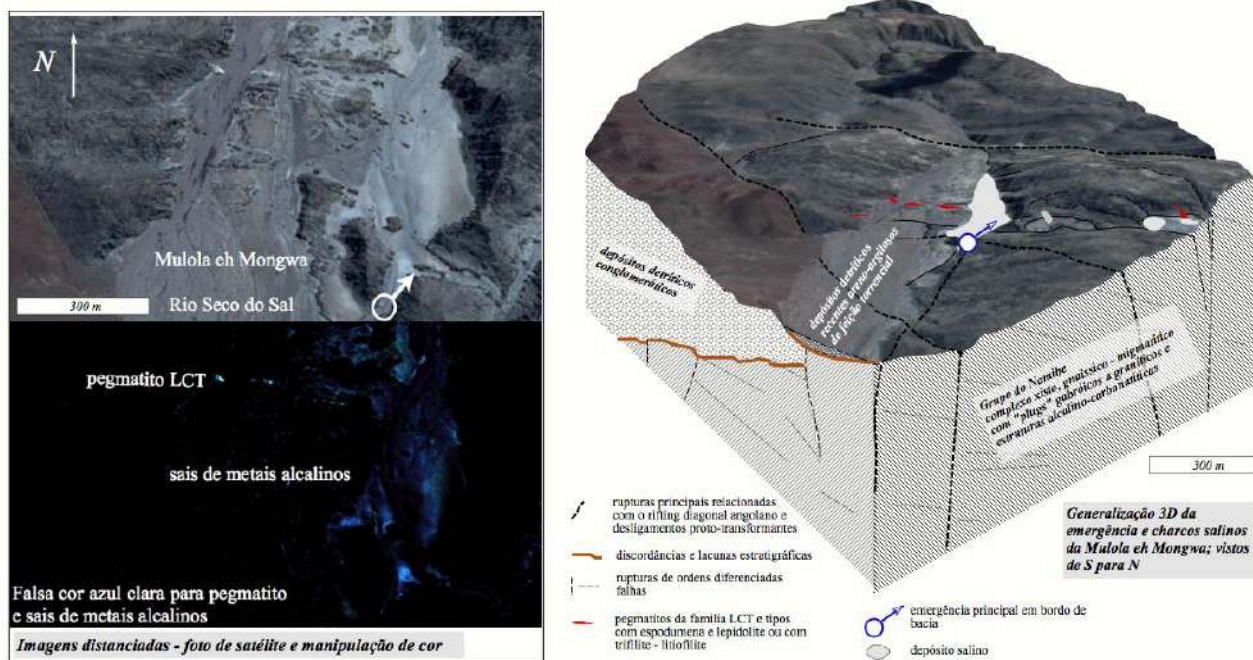 N
Mulola eh Mongwa
300 m
Rio Seco do Sal
pegmatito LCT
sais de metais alcalinos
Falsa cor azul clara para pegmatito
e sais de metais alcalinos
Imagens distanciadas - foto de satélite e manipulação de cor
depósitos detríticos
conglomeráticos
depósitos detríticos
recentes areno-argilosos
de feição torrencial
Grupo do Namibe
complexo xisto, gnaíssico - migmatítico
com "plugs" gabróicos a graníticos e
estruturas alcalino-carbonatíticas
300 m
rupturas principais relacionadas
com o rifting diagonal angolano e
desligamentos proto-transformantes
discordâncias e lacunas estratigráficas
rupturas de ordens diferenciadas
falhas
pegmatitos da família LCT e tipos
com espodumena e lepidolite ou com
trifilite - litiofilite
Generalização 3D da
emergência e charcos salinos
da Mulola eh Mongwa; vistos
de S para N
emergência principal em bordo de
bacia
depósito salino